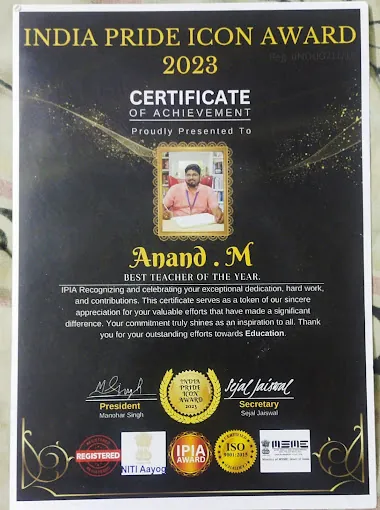 INDIA PRIDE ICON AWARD
2023
CERTIFICATE
OF ACHIEVEMENT
Proudly Presented To
Anand . M
BEST TEACHER OF THE YEAR.
IPIA Recognizing and celebrating your exceptional dedication, hard work,
and contributions. This certificate serves as a token of our sincere
appreciation for your valuable efforts that have made a significant
difference. Your commitment truly shines as an inspiration to all. Thank
you for your outstanding efforts towards Education.
INDIA
PRIDE
ICON
AWARD
2023
Sejal Jaiswal
President
Manohar Singh
Secretary
Sejal Jaiswal
REGISTERED
NITI Aayog
IPIA
AWARD
ISO
9001:2015